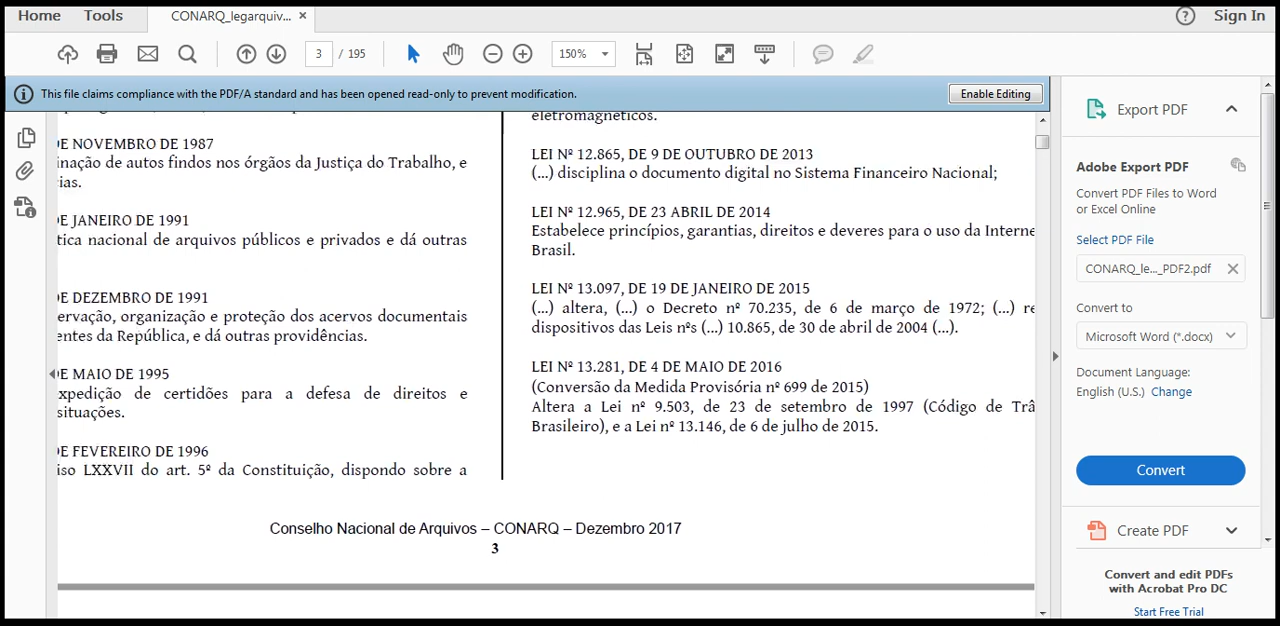 Home
Tools
CONARQ_legarquiv... ×
Sign In
3 / 195
150%
This file claims compliance with the PDF/A standard and has been opened read-only to prevent modification.
Enable Editing
DE NOVEMBRO DE 1987
inação de autos findos nos órgãos da Justiça do Trabalho, e
cias.
DE JANEIRO DE 1991
tica nacional de arquivos públicos e privados e dá outras
DE DEZEMBRO DE 1991
ervação, organização e proteção dos acervos documentais
entes da República, e dá outras providências.
DE MAIO DE 1995
xpedição de certidões para a defesa de direitos e
situações.
DE FEVEREIRO DE 1996
iso LXXVII do art. 5º da Constituição, dispondo sobre a
eletromagnéticos.
LEI Nº 12.865, DE 9 DE OUTUBRO DE 2013
(...) disciplina o documento digital no Sistema Financeiro Nacional;
LEI Nº 12.965, DE 23 ABRIL DE 2014
Estabelece princípios, garantias, direitos e deveres para o uso da Interne
Brasil.
LEI Nº 13.097, DE 19 DE JANEIRO DE 2015
(...) altera, (...) o Decreto nº 70.235, de 6 de março de 1972; (...) re
dispositivos das Leis nºs (...) 10.865, de 30 de abril de 2004 (...).
LEI Nº 13.281, DE 4 DE MAIO DE 2016
(Conversão da Medida Provisória nº 699 de 2015)
Altera a Lei nº 9.503, de 23 de setembro de 1997 (Código de Trâ
Brasileiro), e a Lei nº 13.146, de 6 de julho de 2015.
Conselho Nacional de Arquivos – CONARQ – Dezembro 2017
3
Export PDF
Adobe Export PDF
Convert PDF Files to Word
or Excel Online
Select PDF File
CONARQ_le..._PDF2.pdf
Convert to
Microsoft Word (*.docx)
Document Language:
English (U.S.) Change
Convert
Create PDF
Convert and edit PDFs
with Acrobat Pro DC
Start Free Trial